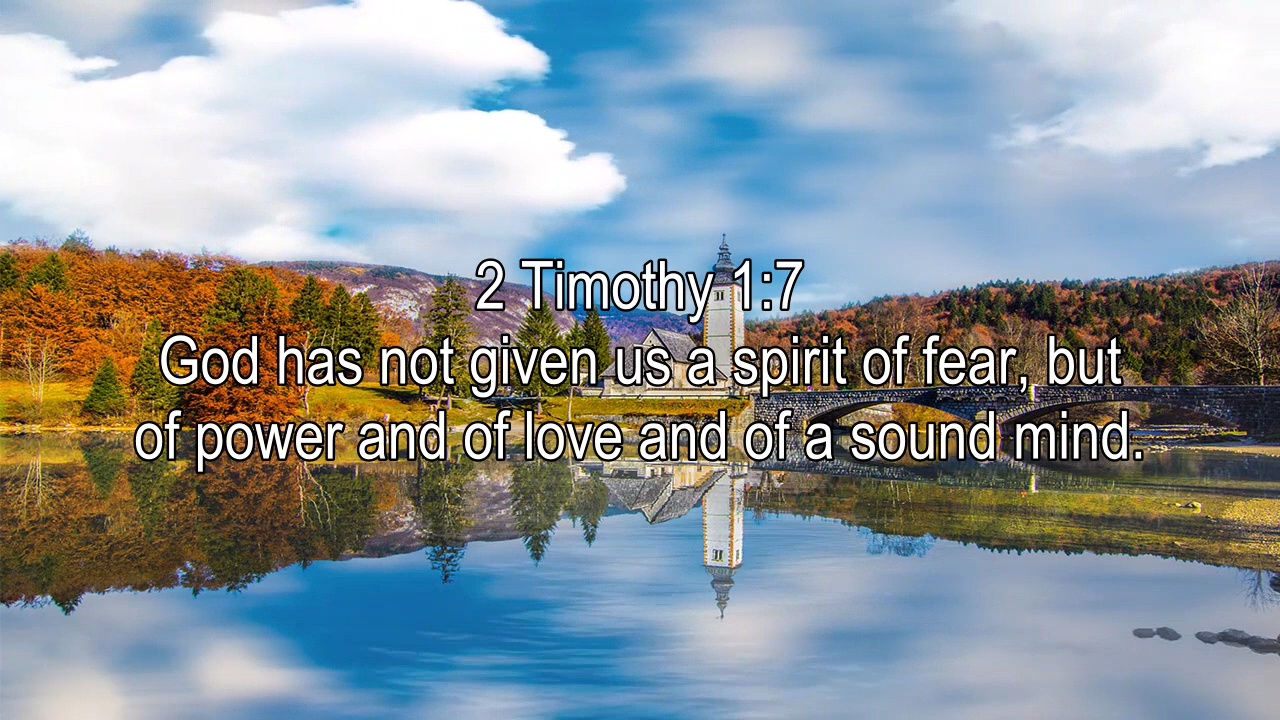 2 Timothy 1:7
God has not given us a spirit of fear, but
of power and of love and of a sound mind.